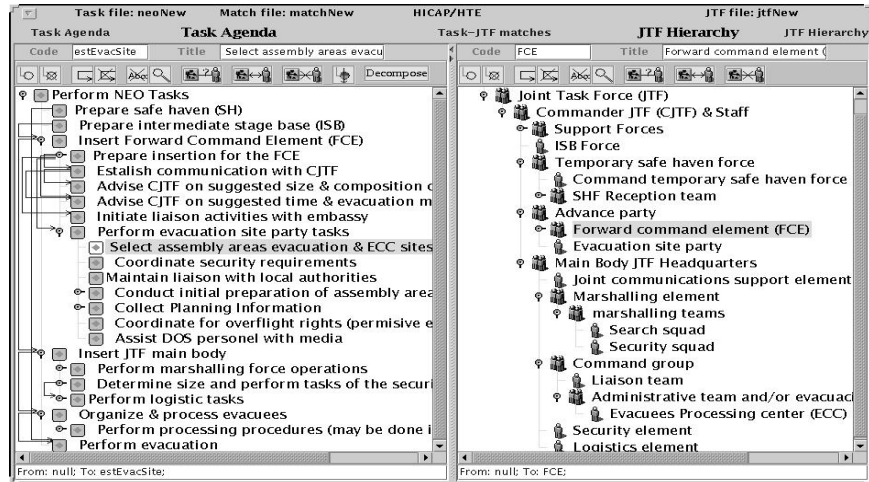 Task file: neoNew Match file: matchNew HICAP/HTE JTF file: jtfNew
Task Agenda Task Agenda Task-JTF matches JTF Hierarchy JTF Hierarchy
Code estEvacSite Title Select assembly areas evacu
Code FCE Title Forward command element (
Abc ? Decompose
Abc ?
Perform NEO Tasks
Prepare safe haven (SH)
Prepare intermediate stage base (ISB)
Insert Forward Command Element (FCE)
Prepare insertion for the FCE
Estalish communication with CJTF
Advise CJTF on suggested size & composition o
Advise CJTF on suggested time & evacuation m
Initiate liaison activities with embassy
Perform evacuation site party tasks
Select assembly areas evacuation & ECC sites
Coordinate security requirements
Maintain liaison with local authorities
Conduct initial preparation of assembly area
Collect Planning Information
Coordinate for overflight rights (permisive e
Assist DOS personel with media
Insert JTF main body
Perform marshalling force operations
Determine size and perform tasks of the securi
Perform logistic tasks
Organize & process evacuees
Perform processing procedures (may be done i
Perform evacuation
From: null; To: estEvacSite;
Joint Task Force (JTF)
Commander JTF (CJTF) & Staff
Support Forces
ISB Force
Temporary safe haven force
Command temporary safe haven force
SHF Reception team
Advance party
Forward command element (FCE)
Evacuation site party
Main Body JTF Headquarters
Joint communications support element
Marshalling element
marshalling teams
Search squad
Security squad
Command group
Liaison team
Administrative team and/or evacuac
Evacuees Processing center (ECC)
Security element
Logistics element
From: null; To: FCE;